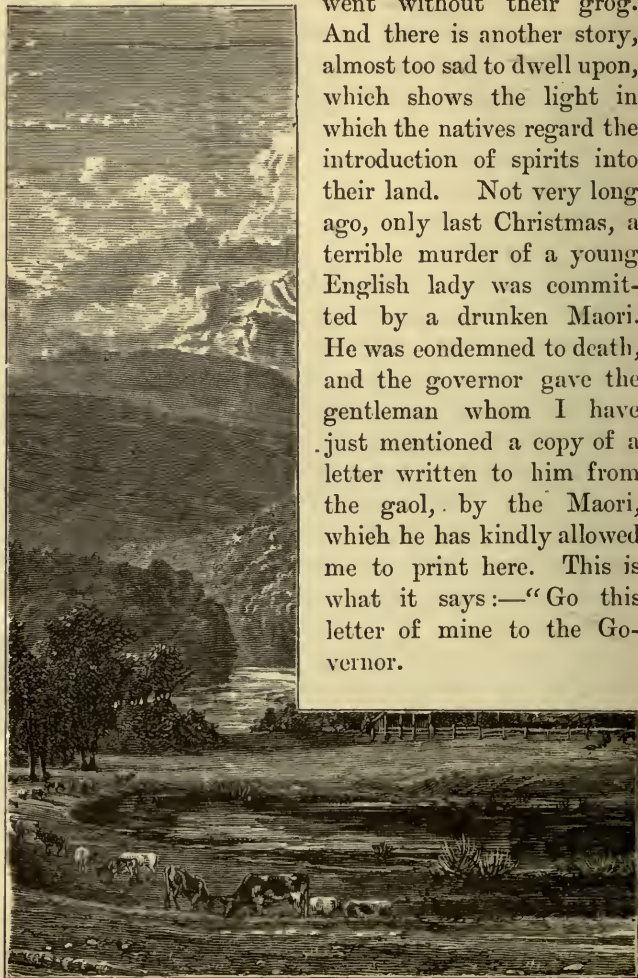 went without their grog.
And there is another story,
almost too sad to dwell upon,
which shows the light in
which the natives regard the
introduction of spirits into
their land. Not very long
ago, only last Christmas, a
terrible murder of a young
English lady was commit-
ted by a drunken Maori.
He was condemned to death,
and the governor gave the
gentleman whom I have
just mentioned a copy of a
letter written to him from
the gaol, by the Maori,
which he has kindly allowed
me to print here. This is
what it says:—“Go this
letter of mine to the Go-
vernor.